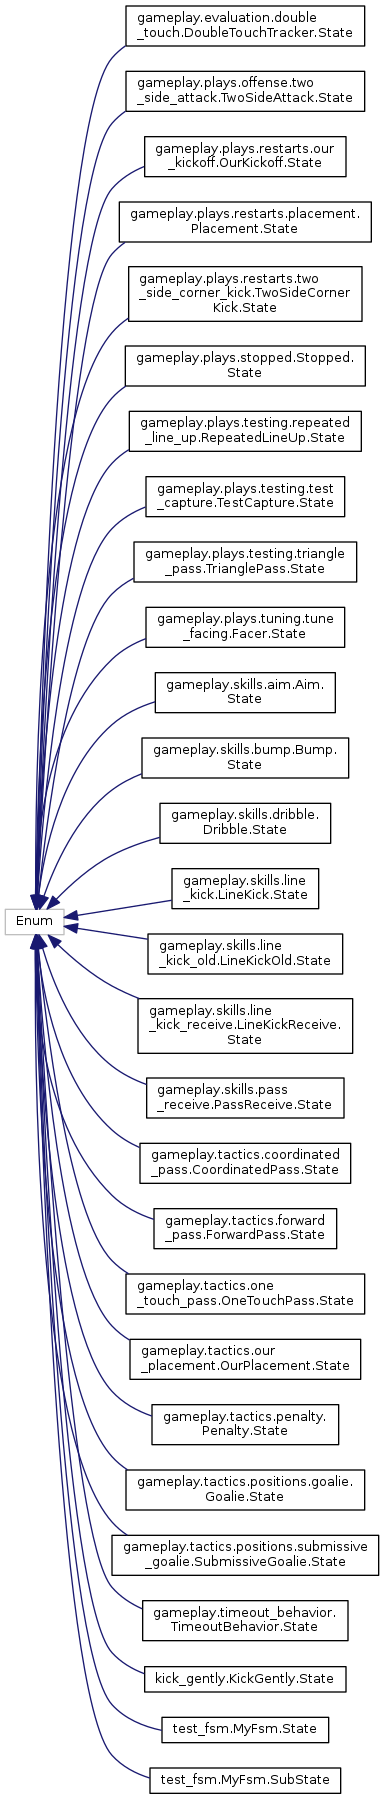 gameplay.evaluation.double
_touch.DoubleTouchTracker.State
gameplay.plays.offense.two
_side_attack.TwoSideAttack.State
gameplay.plays.restarts.our
_kickoff.OurKickoff.State
gameplay.plays.restarts.placement.
Placement.State
gameplay.plays.restarts.two
_side_corner_kick.TwoSideCorner
Kick.State
gameplay.plays.stopped.Stopped.
State
gameplay.plays.testing.repeated
_line_up.RepeatedLineUp.State
gameplay.plays.testing.test
_capture.TestCapture.State
gameplay.plays.testing.triangle
_pass.TrianglePass.State
gameplay.plays.tuning.tune
_facing.Facer.State
gameplay.skills.aim.Aim.
State
gameplay.skills.bump.Bump.
State
gameplay.skills.dribble.
Dribble.State
gameplay.skills.line
_kick.LineKick.State
Enum
gameplay.skills.line
_kick_old.LineKickOld.State
gameplay.skills.line
_kick_receive.LineKickReceive.
State
gameplay.skills.pass
_receive.PassReceive.State
gameplay.tactics.coordinated
_pass.CoordinatedPass.State
gameplay.tactics.forward
_pass.ForwardPass.State
gameplay.tactics.one
_touch_pass.OneTouchPass.State
gameplay.tactics.our
_placement.OurPlacement.State
gameplay.tactics.penalty.
Penalty.State
gameplay.tactics.positions.goalie.
Goalie.State
gameplay.tactics.positions.submissive
_goalie.SubmissiveGoalie.State
gameplay.timeout_behavior.
TimeoutBehavior.State
kick_gently.KickGently.State
test_fsm.MyFsm.State
test_fsm.MyFsm.SubState